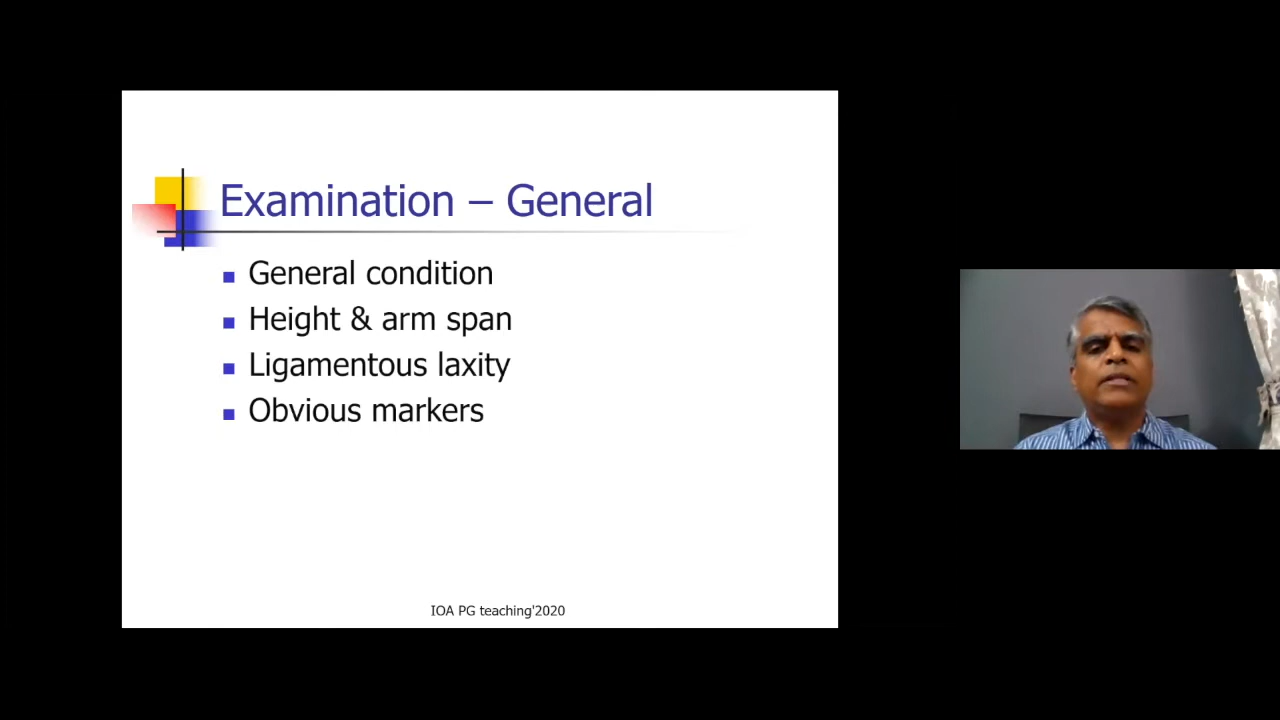 Examination – General
General condition
Height & arm span
Ligamentous laxity
Obvious markers
IOA PG teaching'2020